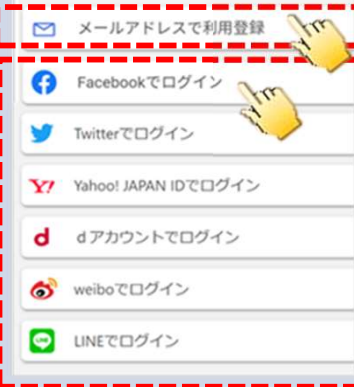 メールアドレスで利用登録
Facebookでログイン
Twitterでログイン
Y! Yahoo! JAPAN IDでログイン
d dアカウントでログイン
weiboでログイン
LINE LINEでログイン